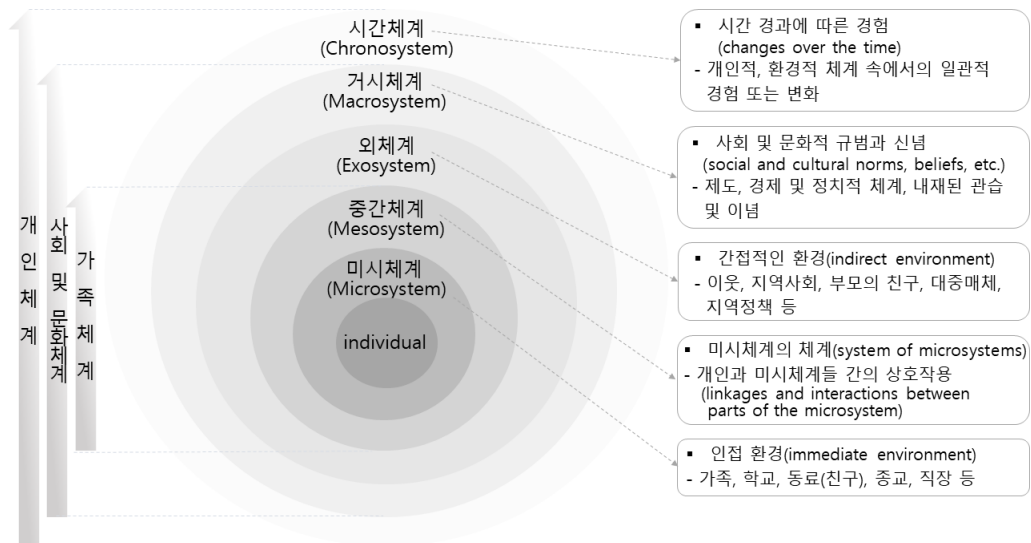 시간체계
(Chronosystem)
거시체계
(Macrosystem)
외체계
(Exosystem)
중간체계
(Mesosystem)
미시체계
(Microsystem)
individual
개인체계
사회 및 문화체계
가족체계
▪ 시간 경과에 따른 경험
(changes over the time)
- 개인적, 환경적 체계 속에서의 일관적
경험 또는 변화
▪ 사회 및 문화적 규범과 신념
(social and cultural norms, beliefs, etc.)
- 제도, 경제 및 정치적 체계, 내재된 관습
및 이념
▪ 간접적인 환경(indirect environment)
- 이웃, 지역사회, 부모의 친구, 대중매체,
지역정책 등
▪ 미시체계의 체계(system of microsystems)
- 개인과 미시체계들 간의 상호작용
(linkages and interactions between
parts of the microsystem)
▪ 인접 환경(immediate environment)
- 가족, 학교, 동료(친구), 종교, 직장 등